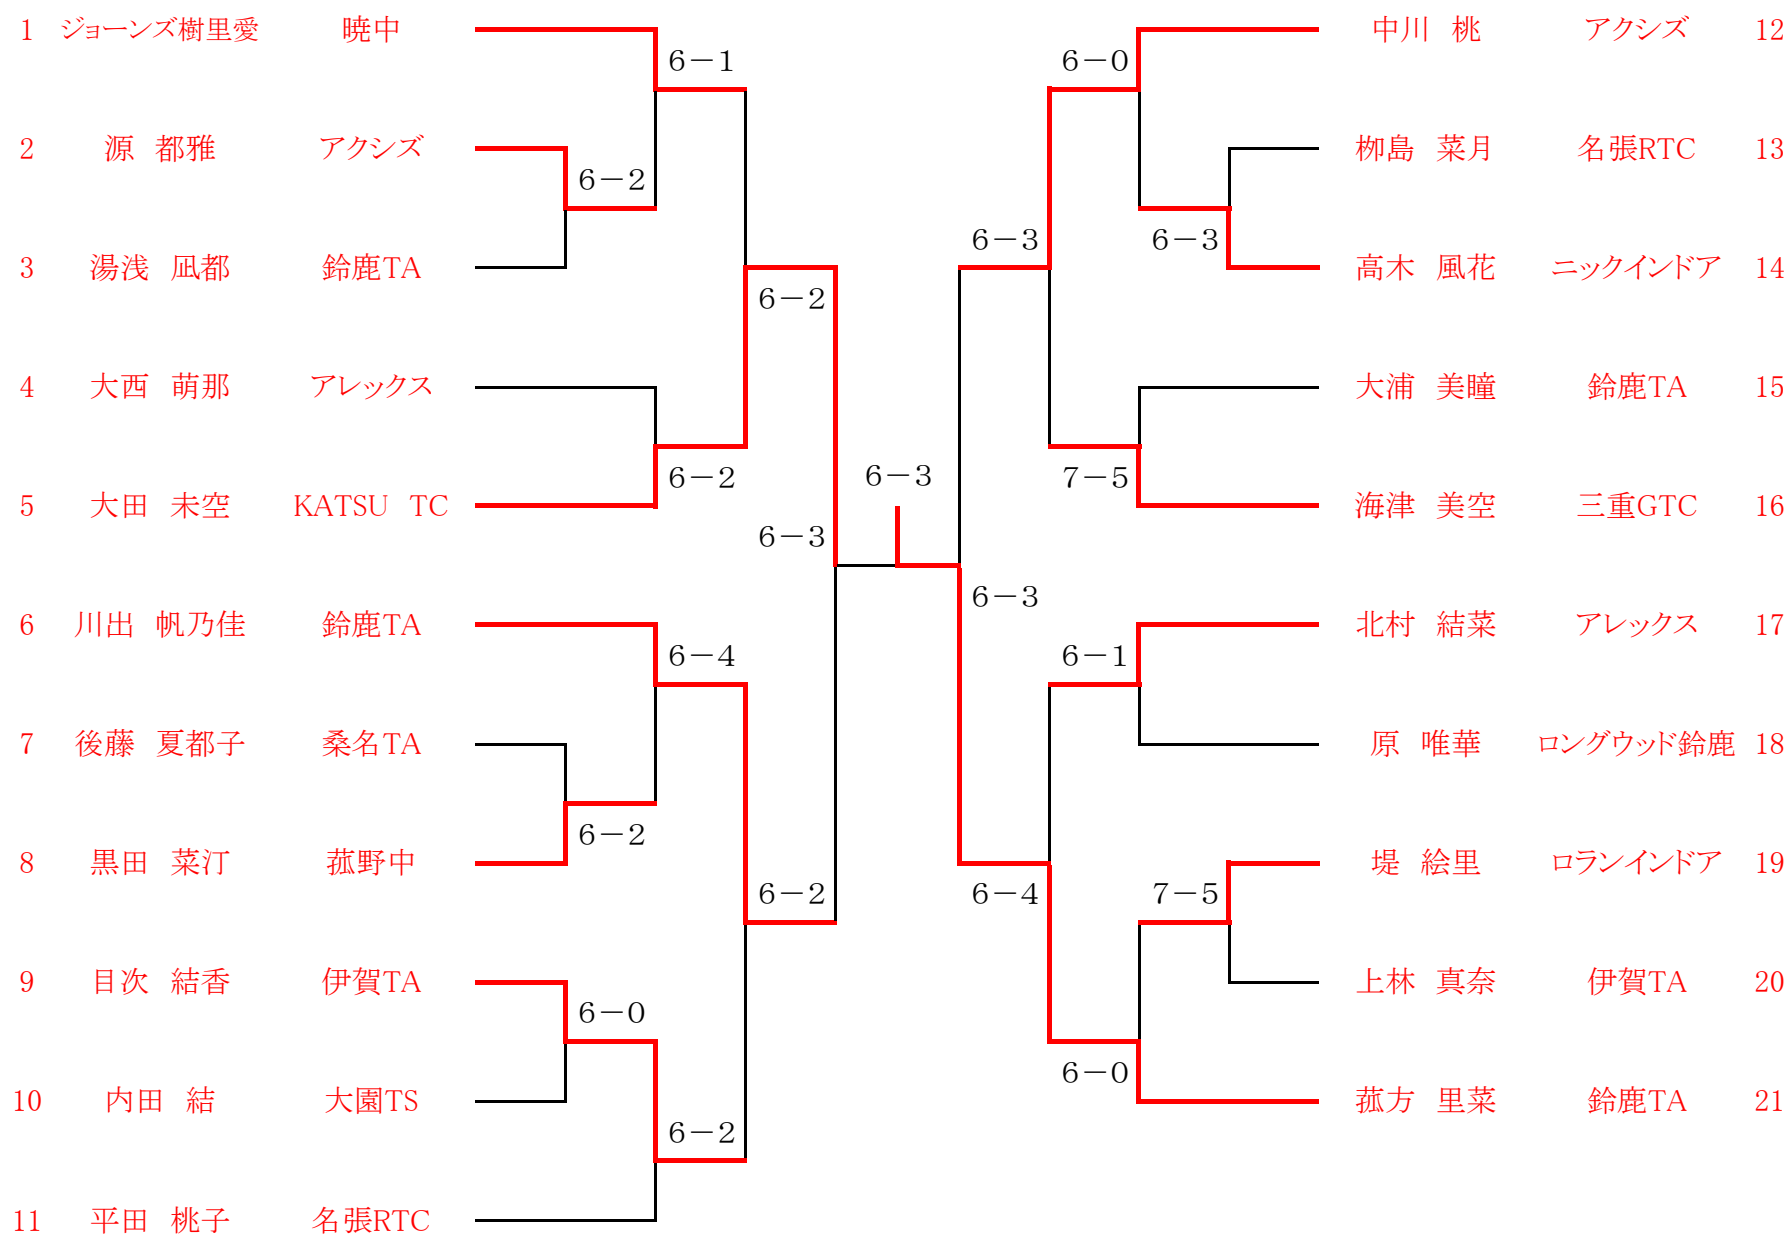 1 ジョーンズ樹里愛 暁中 中川 桃 アクシズ 12
6－1 6－0
2 源 都雅 アクシズ 栁島 菜月 名張RTC 13
6－2
6－3 6－3
3 湯浅 凪都 鈴鹿TA 高木 風花 ニックインドア 14
6－2
4 大西 萌那 アレックス 大浦 美瞳 鈴鹿TA 15
6－2 6－3 7－5
5 大田 未空 KATSU TC 海津 美空 三重GTC 16
6－3
6－3
6 川出 帆乃佳 鈴鹿TA 北村 結菜 アレックス 17
6－4 6－1
7 後藤 夏都子 桑名TA 原 唯華 ロングウッド鈴鹿 18
6－2
8 黒田 菜汀 菰野中 堤 絵里 ロランインドア 19
6－2 6－4 7－5
9 目次 結香 伊賀TA 上林 真奈 伊賀TA 20
6－0
6－0
10 内田 結 大園TS 菰方 里菜 鈴鹿TA 21
6－2
11 平田 桃子 名張RTC